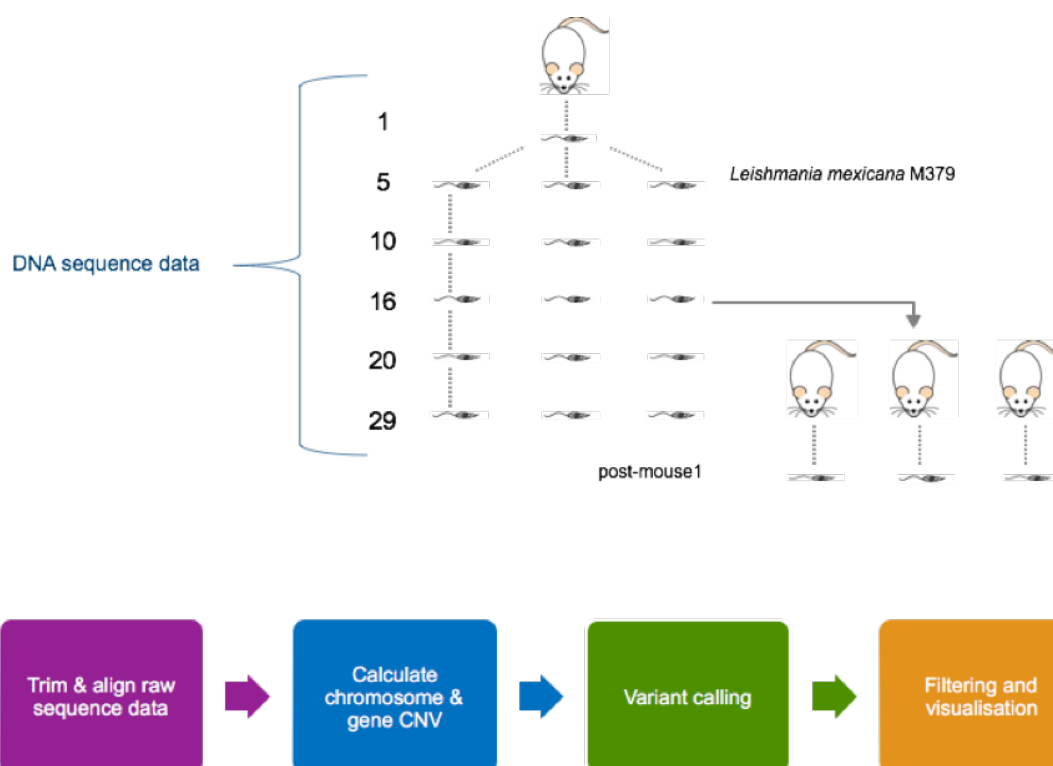 1
5
Leishmania mexicana M379
10
DNA sequence data
16
20
29
post-mouse1
Trim & align raw
sequence data
Calculate
chromosome &
gene CNV
Variant calling
Filtering and
visualisation